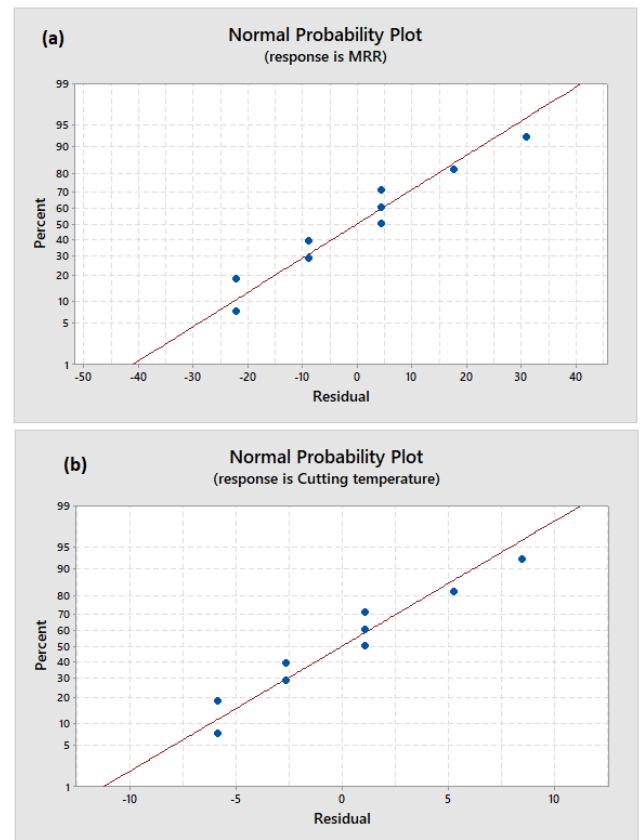 (a)
Normal Probability Plot
(response is MRR)
99
95
90
80
70
60
50
40
30
20
10
5
1
Percent
-50 -40 -30 -20 -10 0 10 20 30 40
Residual
(b)
Normal Probability Plot
(response is Cutting temperature)
99
95
90
80
70
60
50
40
30
20
10
5
1
Percent
-10 -5 0 5 10
Residual